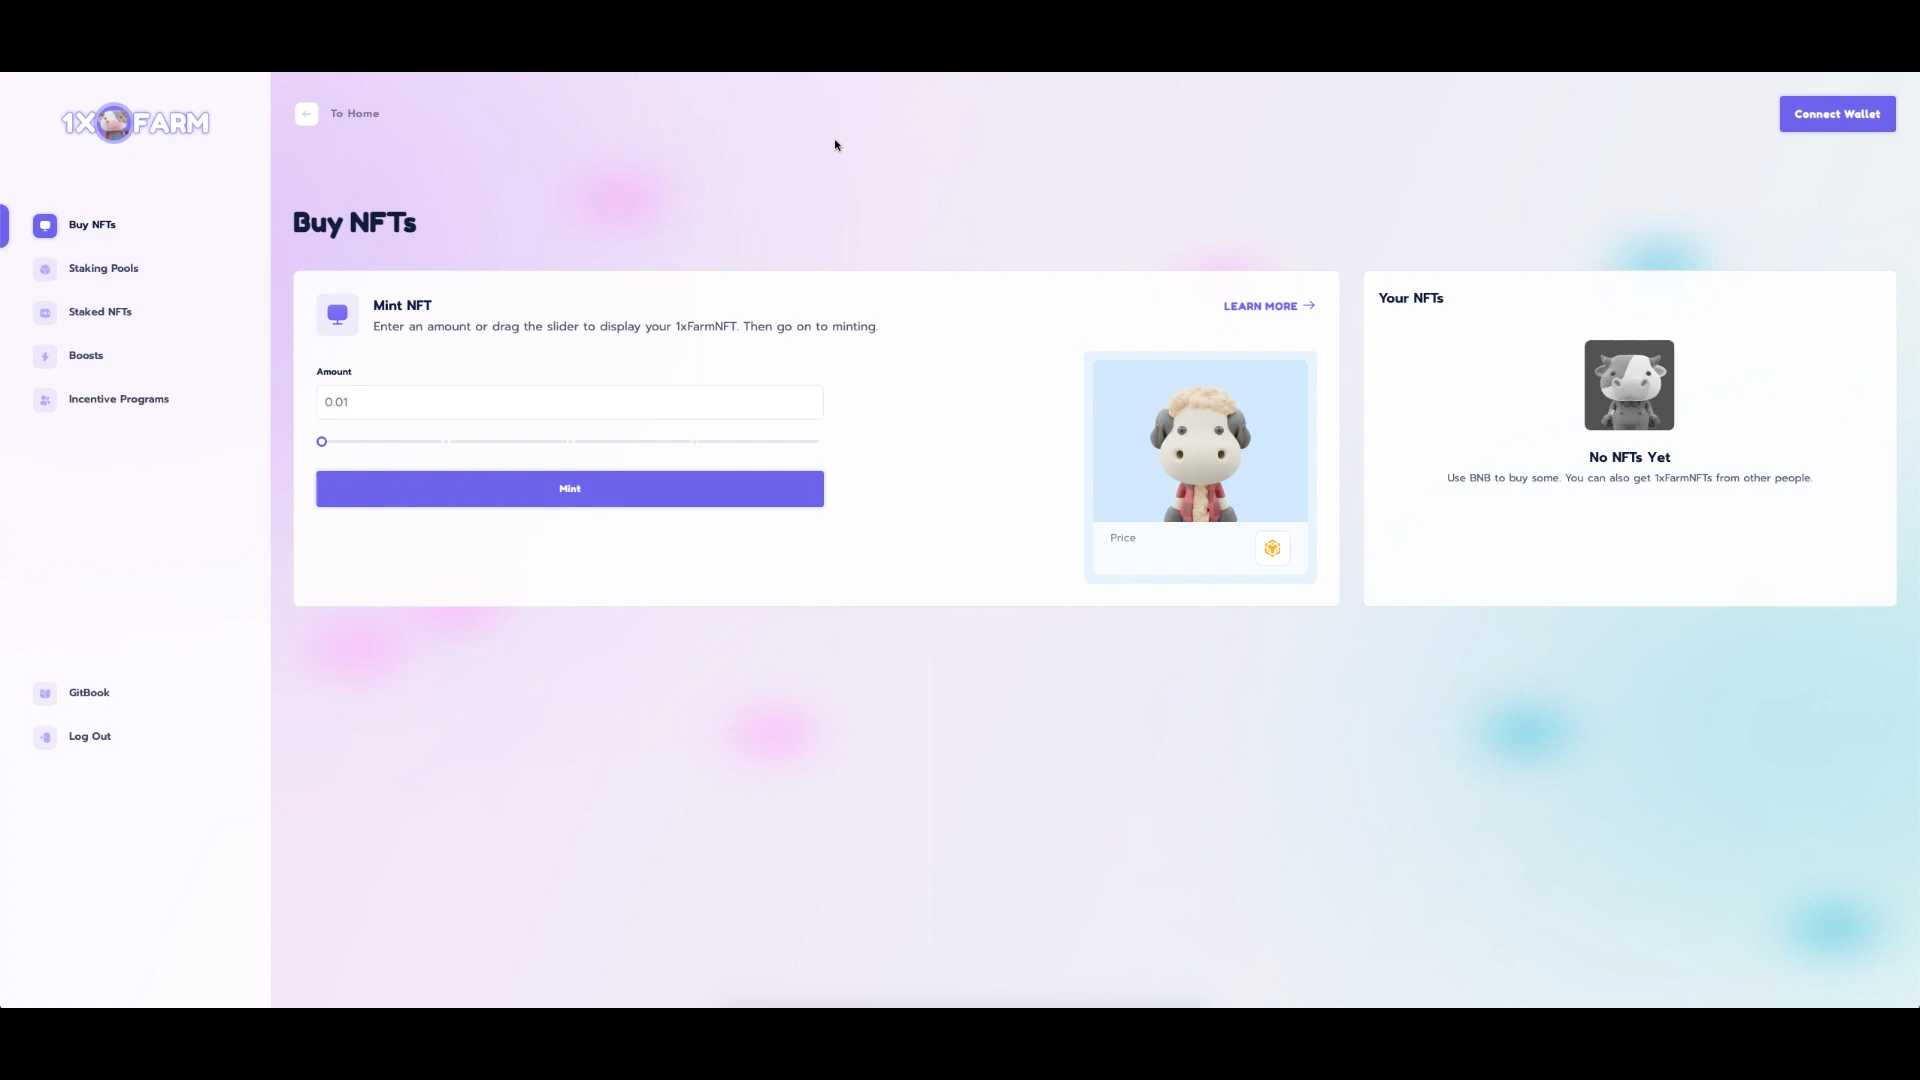 1X FARM
To Home
Connect Wallet
Buy NFTs
Staking Pools
Staked NFTs
Boosts
Incentive Programs
GitBook
Log Out
Buy NFTs
Mint NFT
Enter an amount or drag the slider to display your 1xFarmNFT. Then go on to minting.
LEARN MORE
Amount
0.01
Mint
Price
Your NFTs
No NFTs Yet
Use BNB to buy some. You can also get 1xFarmNFTs from other people.